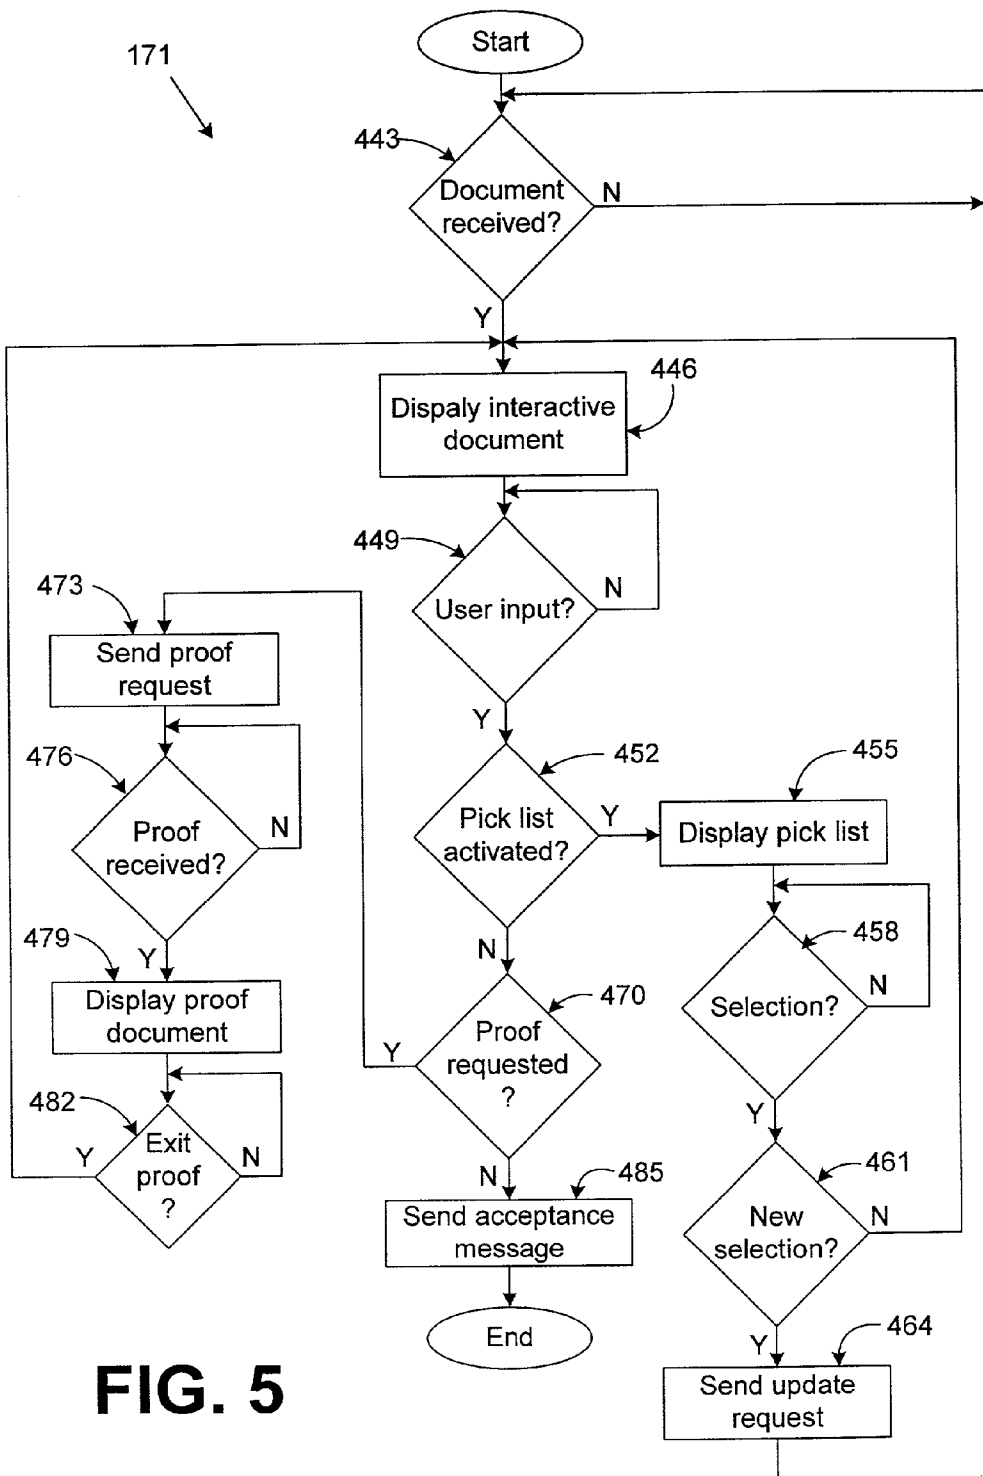 Start
171
443
Document
received?
N
Y
446
Dispaly interactive
document
449
User input?
N
Y
473
Send proof
request
476
Proof
received?
N
Y
452
Pick list
activated?
Y
N
455
Display pick list
458
Selection?
N
Y
479
Display proof
document
470
Proof
requested
?
Y
N
482
Exit
proof
?
Y
N
461
New
selection?
N
Y
485
Send acceptance
message
End
464
Send update
request
FIG. 5